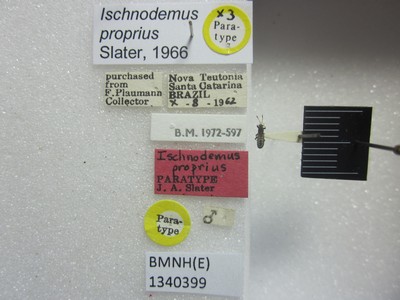 Ischnodemus
proprius
Slater, 1966
x3
Para-
type
purchased
from
F. Plaumann
Collector
Nova Teutonia
Santa Catarina
BRAZIL
X - 8 - 1962
B.M. 1972-597
Ischnodemus
proprius
PARATYPE
J. A. Slater
Para-
type
♂
BMNH(E)
1340399